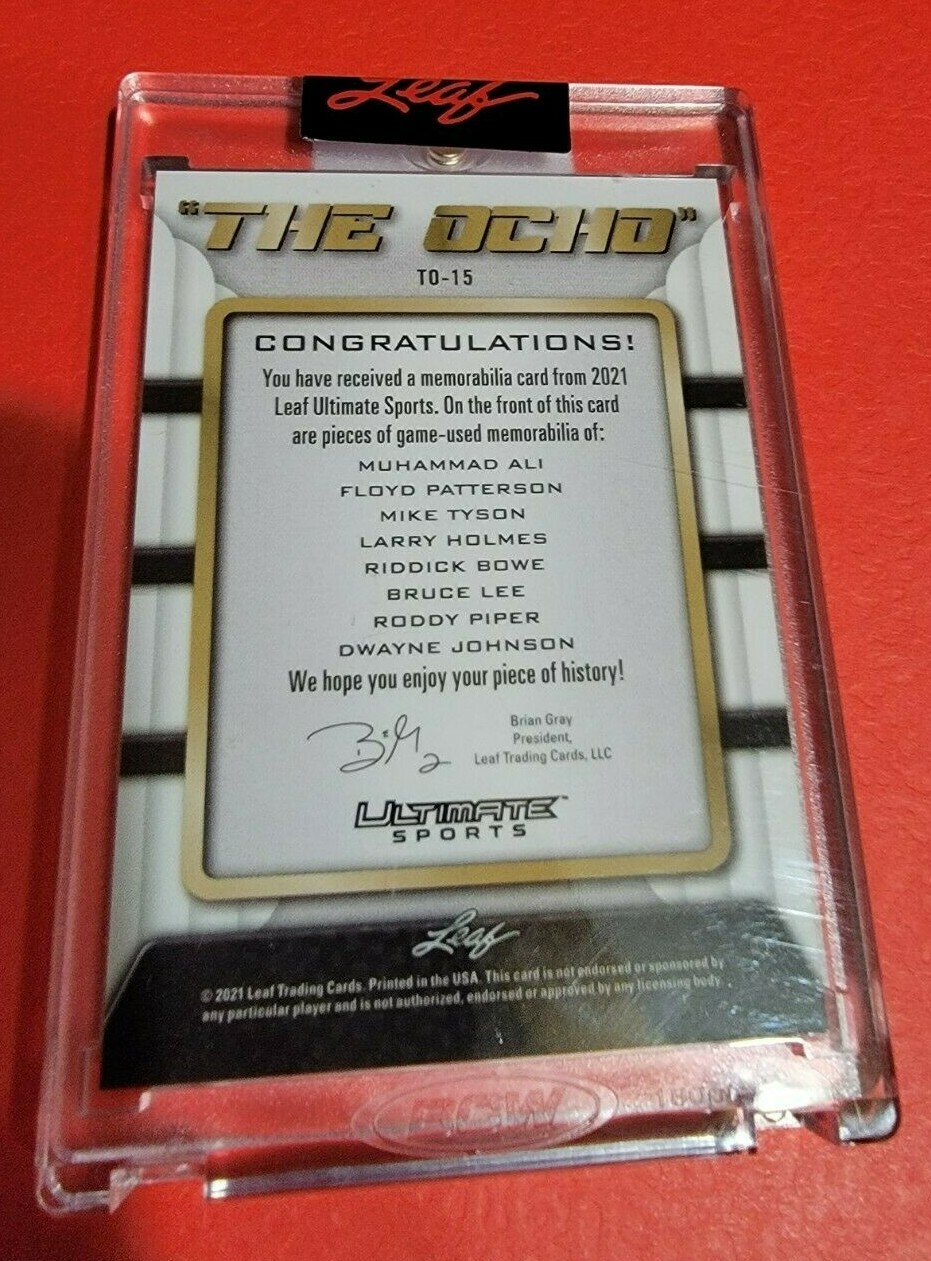 Leaf
"THE OCHO"
TO-15
CONGRATULATIONS!
You have received a memorabilia card from 2021
Leaf Ultimate Sports. On the front of this card
are pieces of game-used memorabilia of:
MUHAMMAD ALI
FLOYD PATTERSON
MIKE TYSON
LARRY HOLMES
RIDDICK BOWE
BRUCE LEE
RODDY PIPER
DWAYNE JOHNSON
We hope you enjoy your piece of history!
Brian Gray
President,
Leaf Trading Cards, LLC
ULTIMATE™
SPORTS
Leaf
© 2021 Leaf Trading Cards. Printed in the USA. This card is not endorsed or sponsored by
any particular player and is not authorized, endorsed or approved by any licensing body.